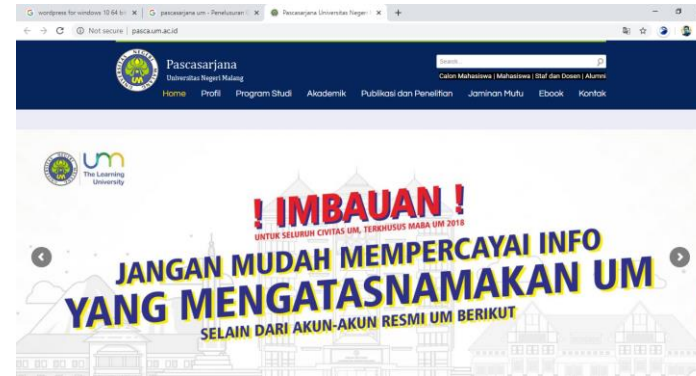 wordpress for windows 10 64 bit
pascasarjana um - Penelusuran G
Pascasarjana Universitas Negeri
Not secure | pasca.um.ac.id
Pascasarjana
Universitas Negeri Malang
Search..
Calon Mahasiswa | Mahasiswa | Staf dan Dosen | Alumni
Home Profil Program Studi Akademik Publikasi dan Penelitian Jaminan Mutu Ebook Kontak
UM
The Learning
University
! IMBAUAN !
UNTUK SELURUH CIVITAS UM, TERKHUSUS MABA UM 2018
JANGAN MUDAH MEMPERCAYAI INFO
YANG MENGATASNAMAKAN UM
SELAIN DARI AKUN-AKUN RESMI UM BERIKUT